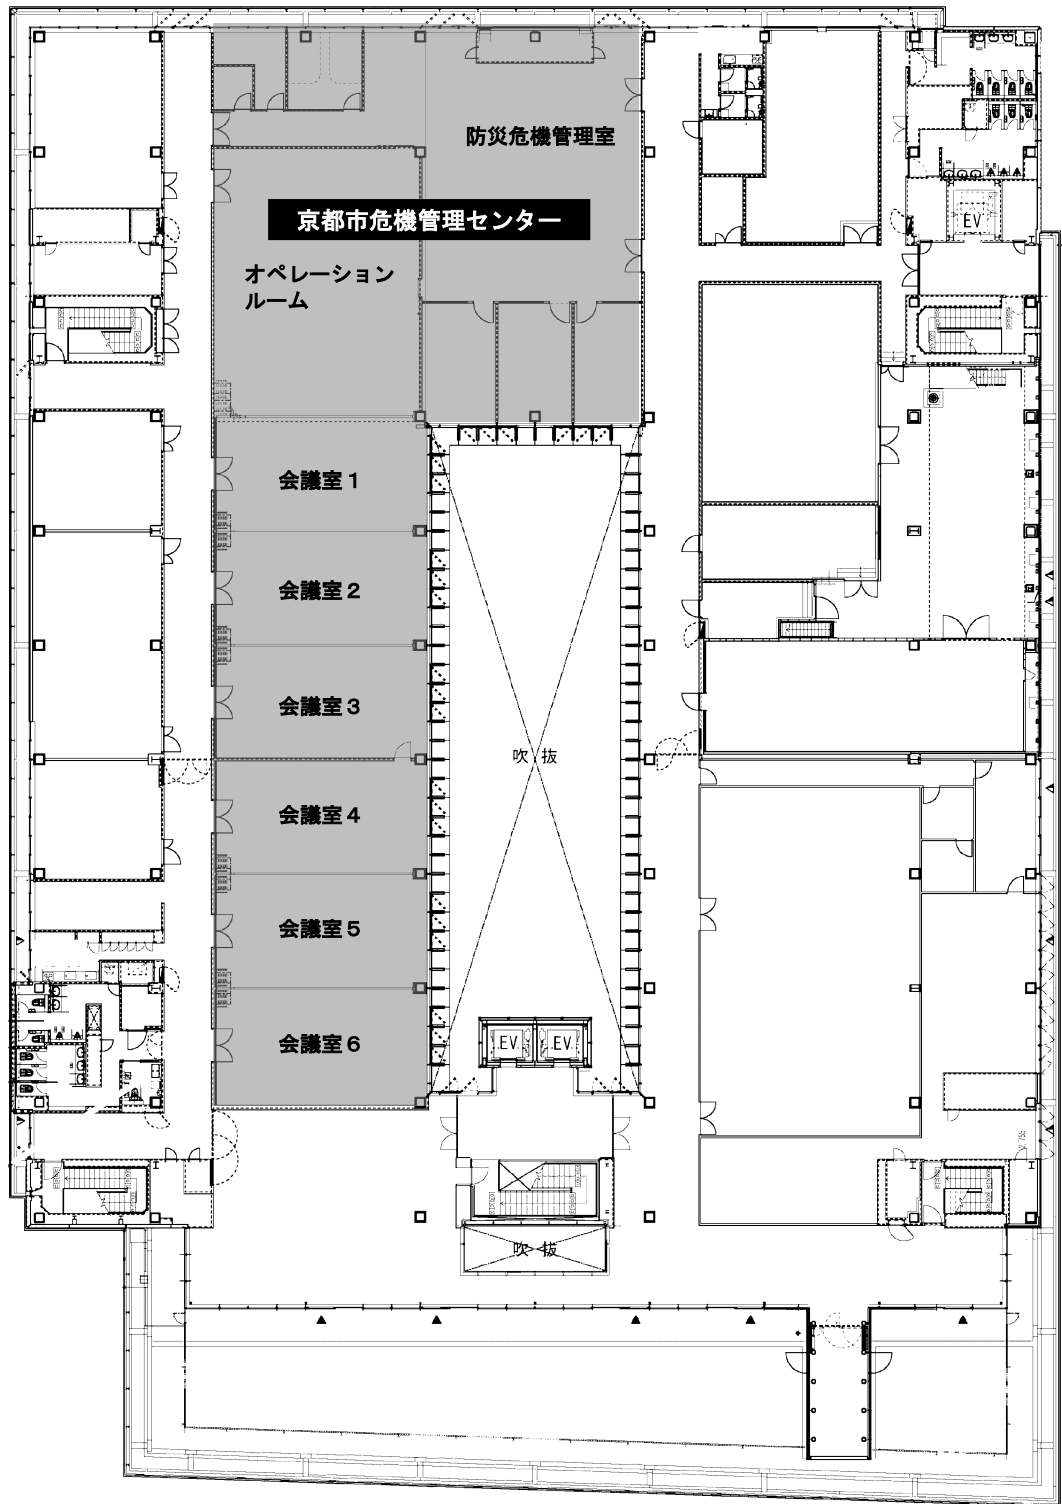 防災危機管理室
京都市危機管理センター
EV
オペレーション
ルーム
会議室1
会議室2
会議室3
吹抜
会議室4
会議室5
会議室6
EV
EV
吹抜